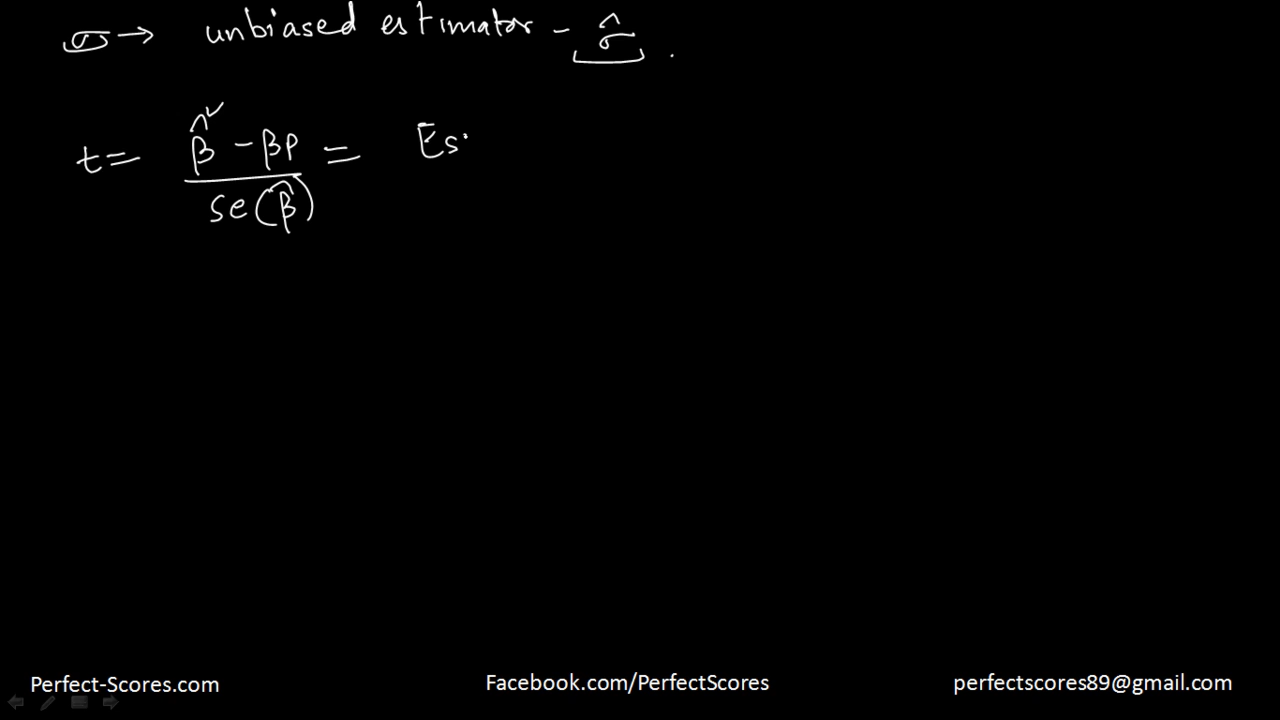 σ → unbiased estimator - σ̂ .
t = (β̂ - βp) / se(β̂) = Es
Perfect-Scores.com
Facebook.com/PerfectScores
perfectscores89@gmail.com